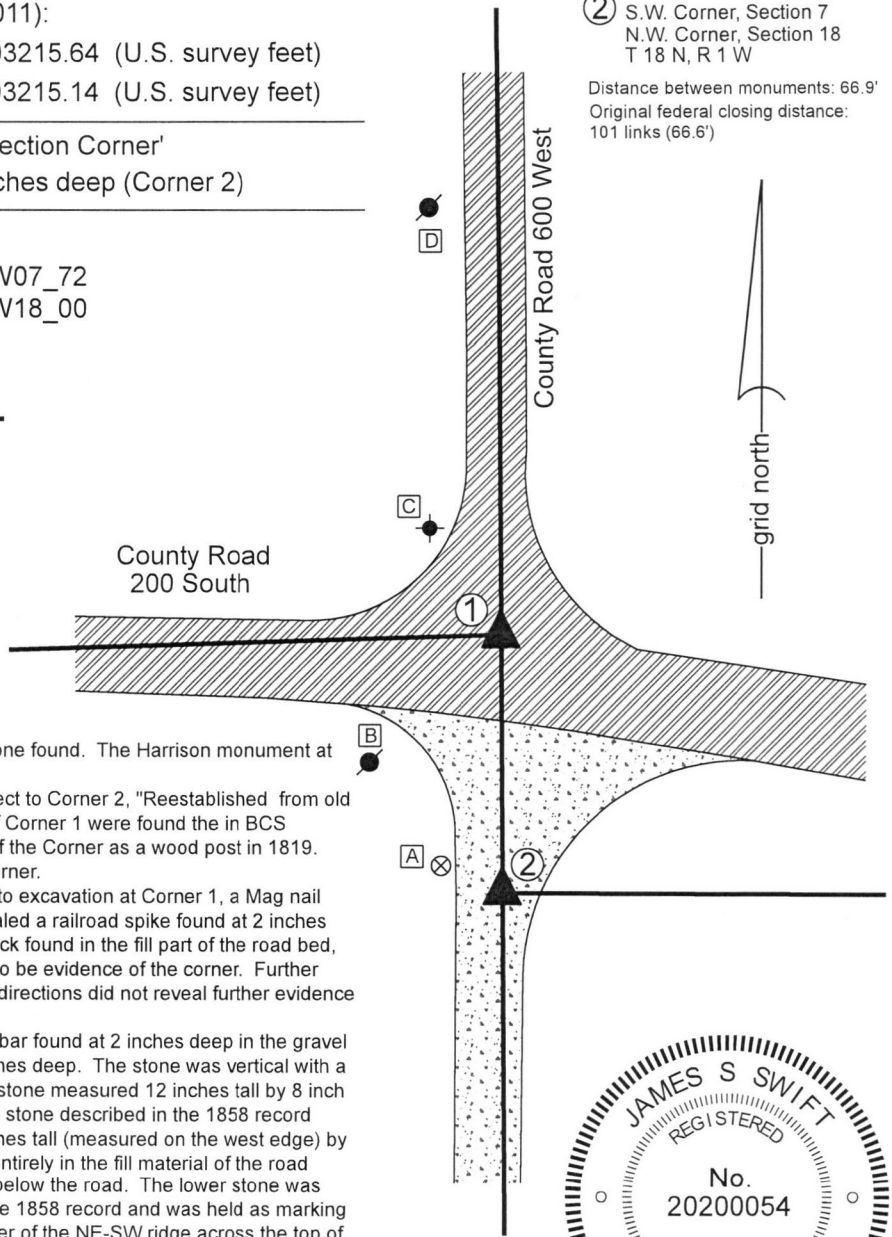 011):
3215.64 (U.S. survey feet)
3215.14 (U.S. survey feet)
ection Corner'
ches deep (Corner 2)
W07_72
W18_00
2 S.W. Corner, Section 7
N.W. Corner, Section 18
T 18 N, R 1 W
Distance between monuments: 66.9'
Original federal closing distance:
101 links (66.6')
County Road 600 West
D
grid north
C
County Road
200 South
1
B
A
2
one found. The Harrison monument at
ect to Corner 2, "Reestablished from old
Corner 1 were found the in BCS
f the Corner as a wood post in 1819.
orner.
to excavation at Corner 1, a Mag nail
aled a railroad spike found at 2 inches
ck found in the fill part of the road bed,
o be evidence of the corner. Further
directions did not reveal further evidence
bar found at 2 inches deep in the gravel
hes deep. The stone was vertical with a
stone measured 12 inches tall by 8 inch
stone described in the 1858 record
hes tall (measured on the west edge) by
entirely in the fill material of the road
below the road. The lower stone was
e 1858 record and was held as marking
er of the NE-SW ridge across the top of
JAMES S SWIFT
REGISTERED
No.
20200054